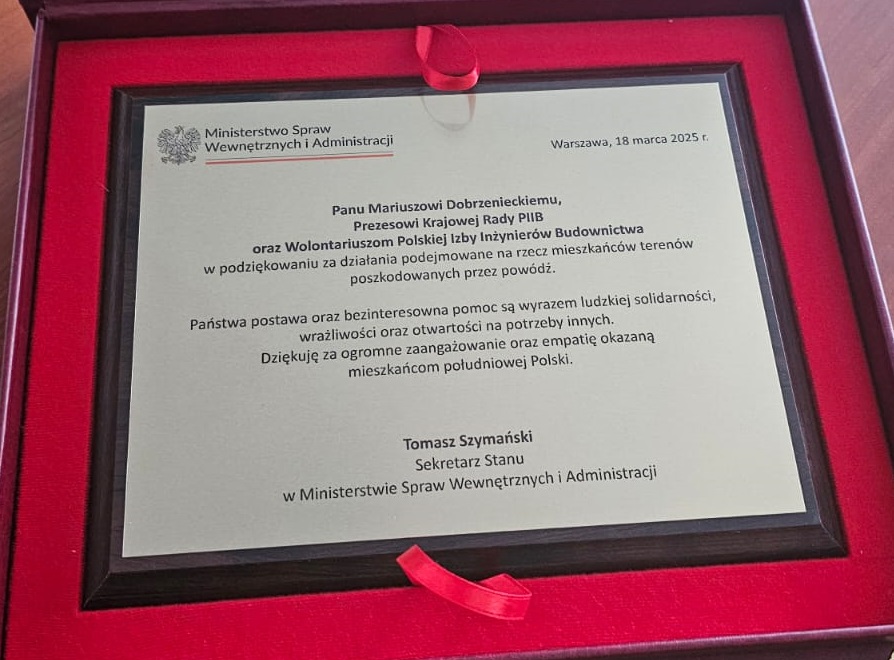 Ministerstwo Spraw
Wewnętrznych i Administracji
Warszawa, 18 marca 2025 r.
Panu Mariuszowi Dobrzenieckiemu,
Prezesowi Krajowej Rady PIIB
oraz Wolontariuszom Polskiej Izby Inżynierów Budownictwa
w podziękowaniu za działania podejmowane na rzecz mieszkańców terenów
poszkodowanych przez powódź.
Państwa postawa oraz bezinteresowna pomoc są wyrazem ludzkiej solidarności,
wrażliwości oraz otwartości na potrzeby innych.
Dziękuję za ogromne zaangażowanie oraz empatię okazaną
mieszkańcom południowej Polski.
Tomasz Szymański
Sekretarz Stanu
w Ministerstwie Spraw Wewnętrznych i Administracji